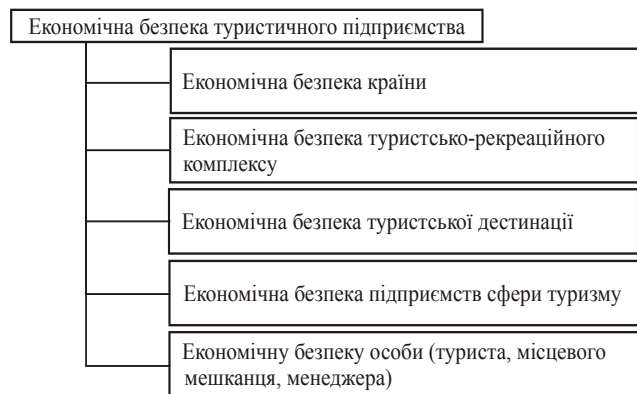 Економічна безпека туристичного підприємства
Економічна безпека країни
Економічна безпека туристсько-рекреаційного
комплексу
Економічна безпека туристської дестинації
Економічна безпека підприємств сфери туризму
Економічну безпеку особи (туриста, місцевого
мешканця, менеджера)